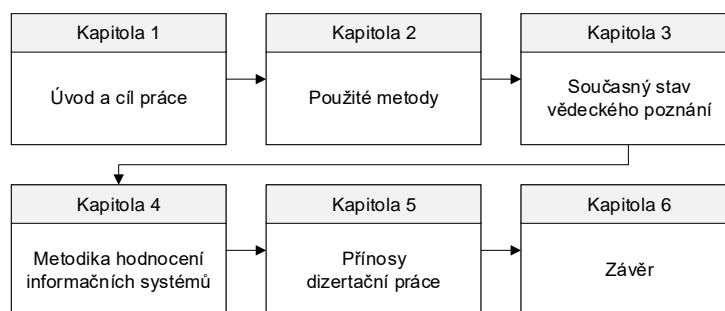 Kapitola 1
Úvod a cíl práce
Kapitola 2
Použité metody
Kapitola 3
Současný stav
vědeckého poznání
Kapitola 4
Metodika hodnocení
informačních systémů
Kapitola 5
Přínosy
dizertační práce
Kapitola 6
Závěr